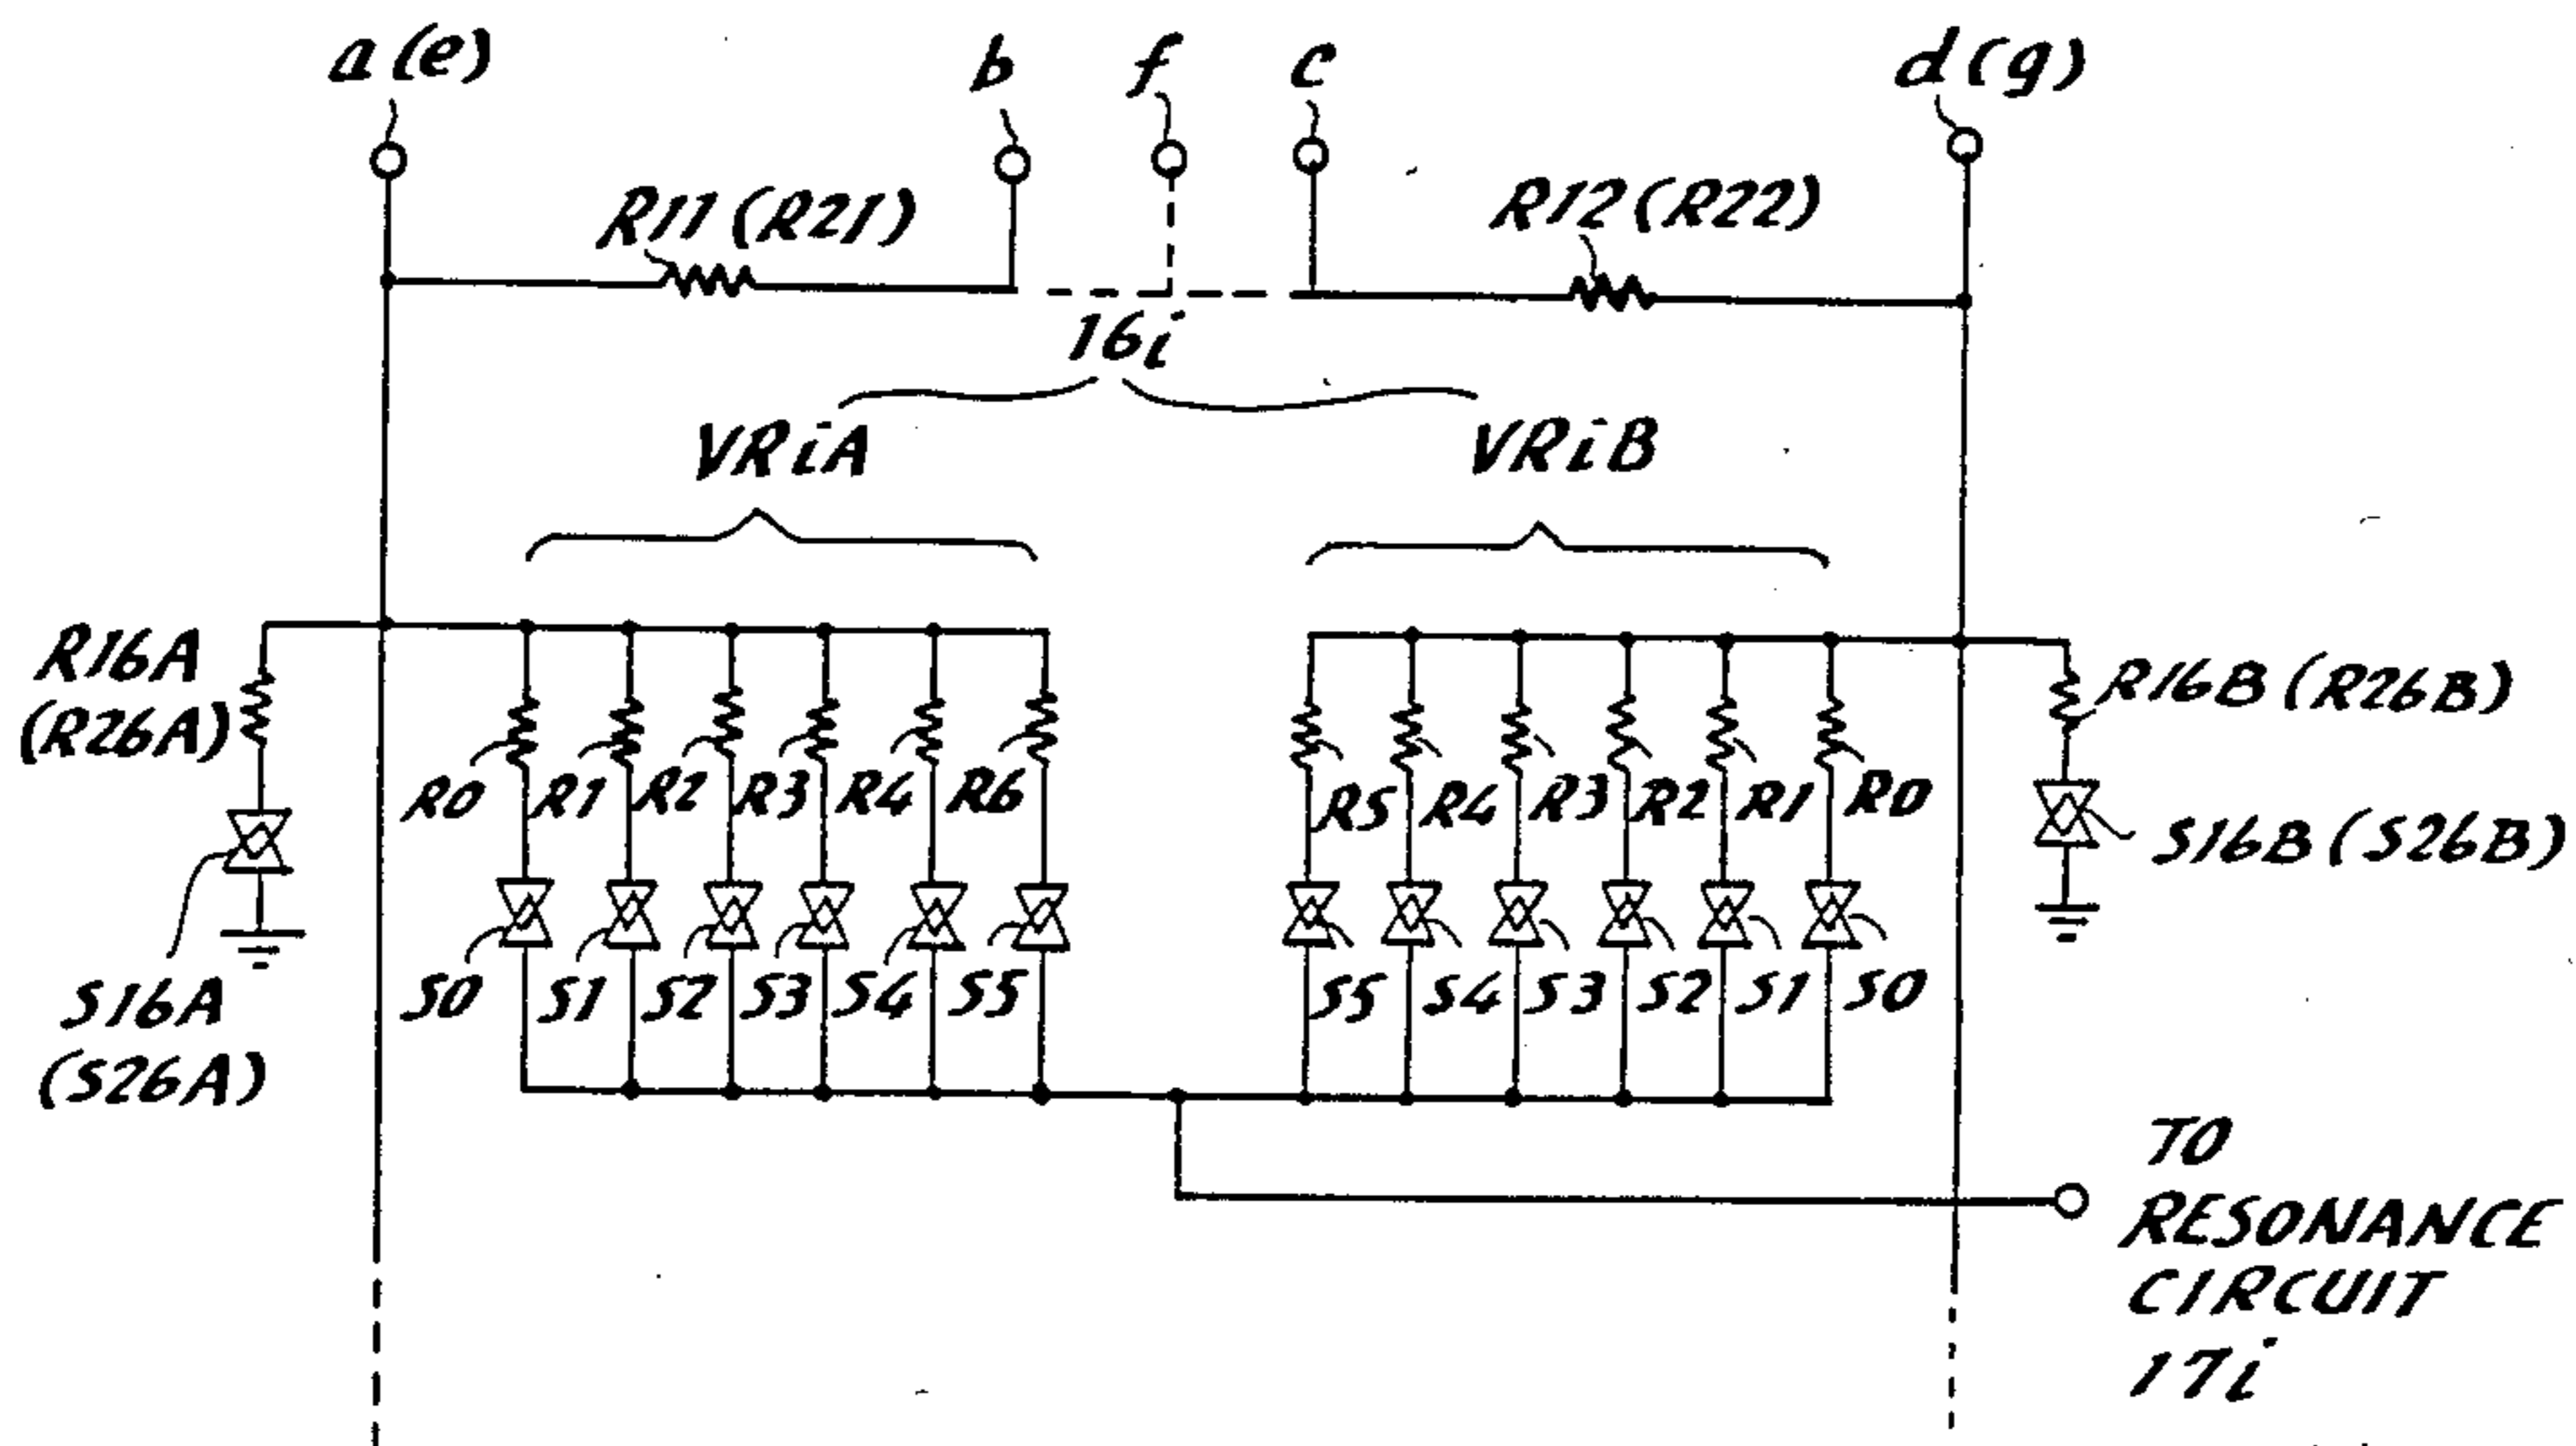 a (e)
b
f
c
d (g)
R11 (R21)
R12 (R22)
16i
VRiA
VRiB
R16A
(R26A)
R16B (R26B)
R0
R1
R2
R3
R4
R6
R5
R4
R3
R2
R1
R0
S16B (S26B)
S16A
(S26A)
S0
S1
S2
S3
S4
S5
S5
S4
S3
S2
S1
S0
TO
RESONANCE
CIRCUIT
17i